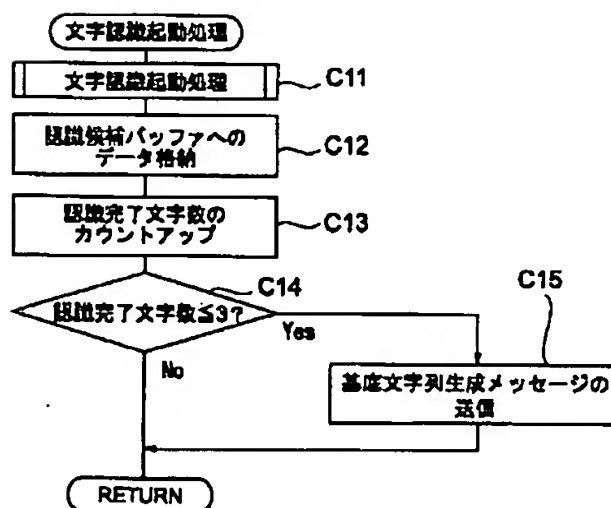 文字認識起動処理
文字認識起動処理
C11
認識候補バッファへの
データ格納
C12
認識完了文字数の
カウントアップ
C13
C14
認識完了文字数≦3?
Yes
No
C15
基底文字列生成メッセージの
送信
RETURN